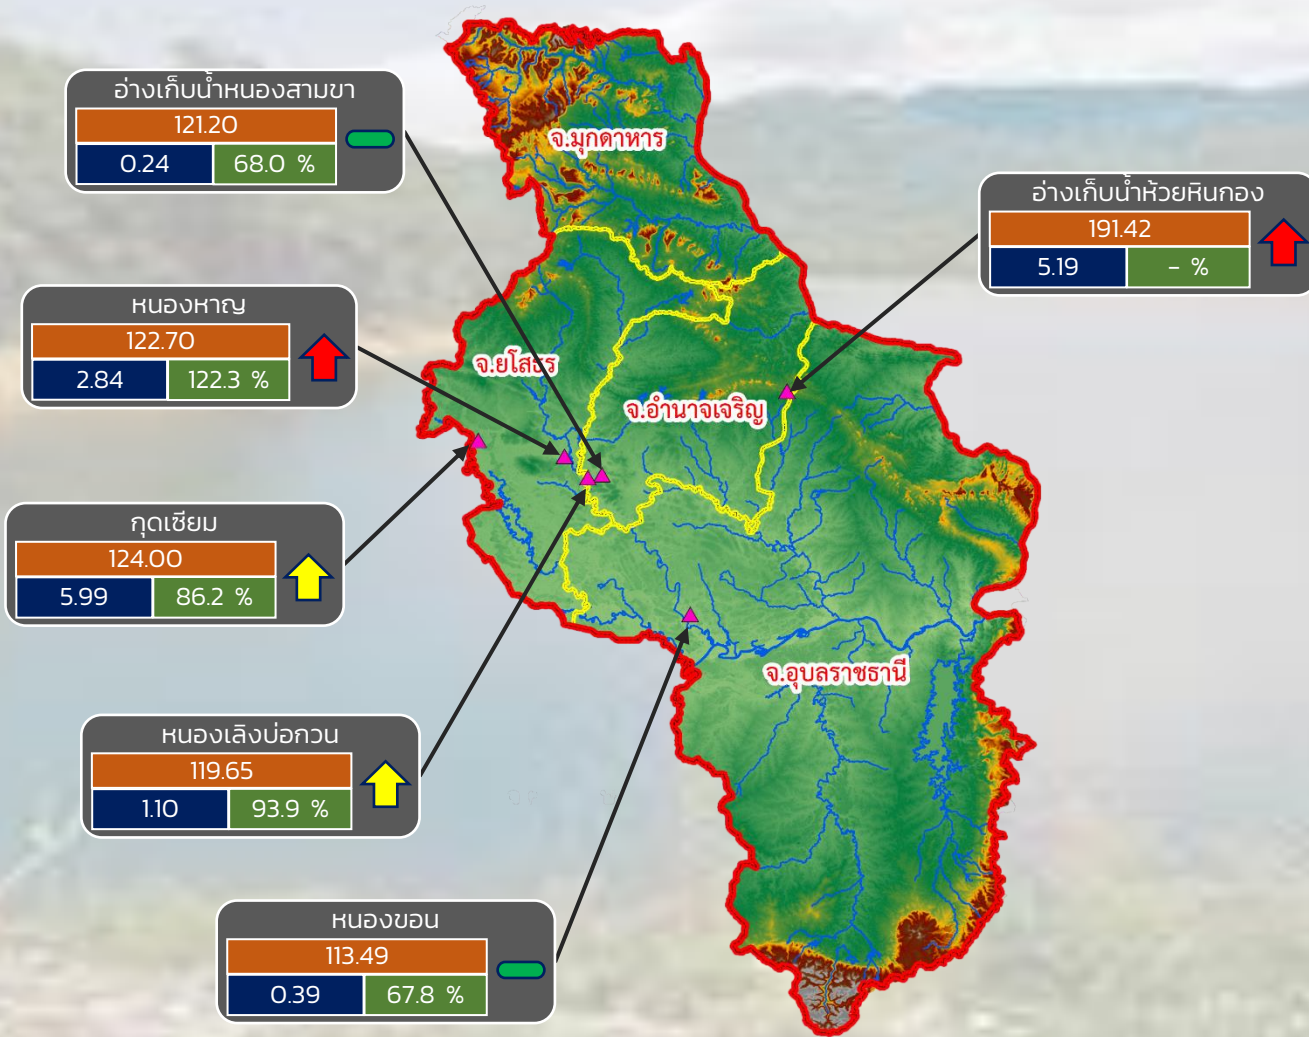 อ่างเก็บน้ำหนองสามขา
121.20
0.24 68.0 %
จ.มุกดาหาร
อ่างเก็บน้ำห้วยหินกอง
191.42
5.19 - %
หนองหาญ
122.70
2.84 122.3 %
จ.ยโสธร
จ.อำนาจเจริญ
กุดเซียม
124.00
5.99 86.2 %
จ.อุบลราชธานี
หนองเลิงบ่อกวน
119.65
1.10 93.9 %
หนองขอน
113.49
0.39 67.8 %